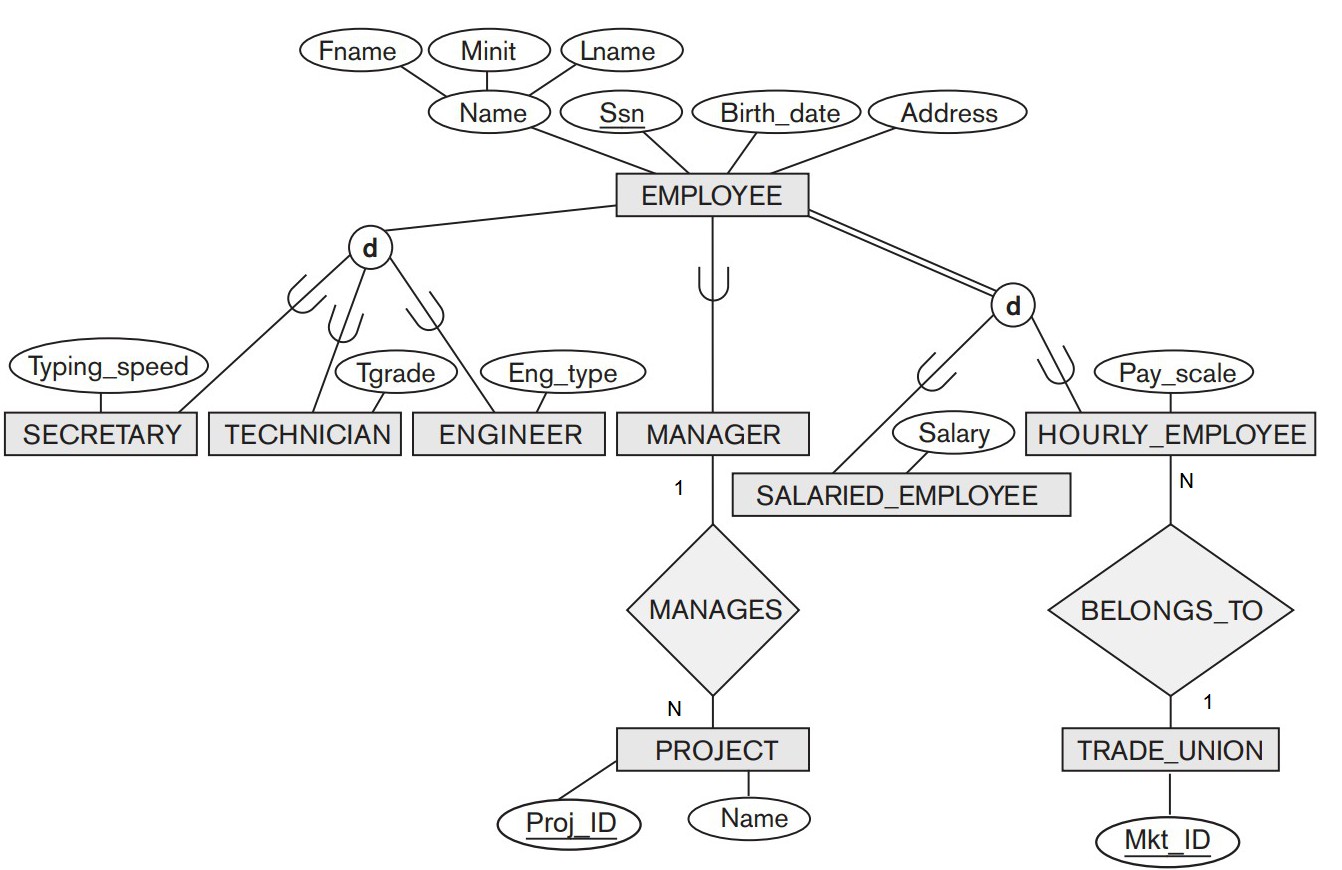 Fname
Minit
Lname
Name
Ssn
Birth_date
Address
EMPLOYEE
d
d
Typing_speed
Tgrade
Eng_type
Pay_scale
SECRETARY
TECHNICIAN
ENGINEER
MANAGER
Salary
HOURLY_EMPLOYEE
1
SALARIED_EMPLOYEE
N
MANAGES
BELONGS_TO
N
1
PROJECT
TRADE_UNION
Proj_ID
Name
Mkt_ID